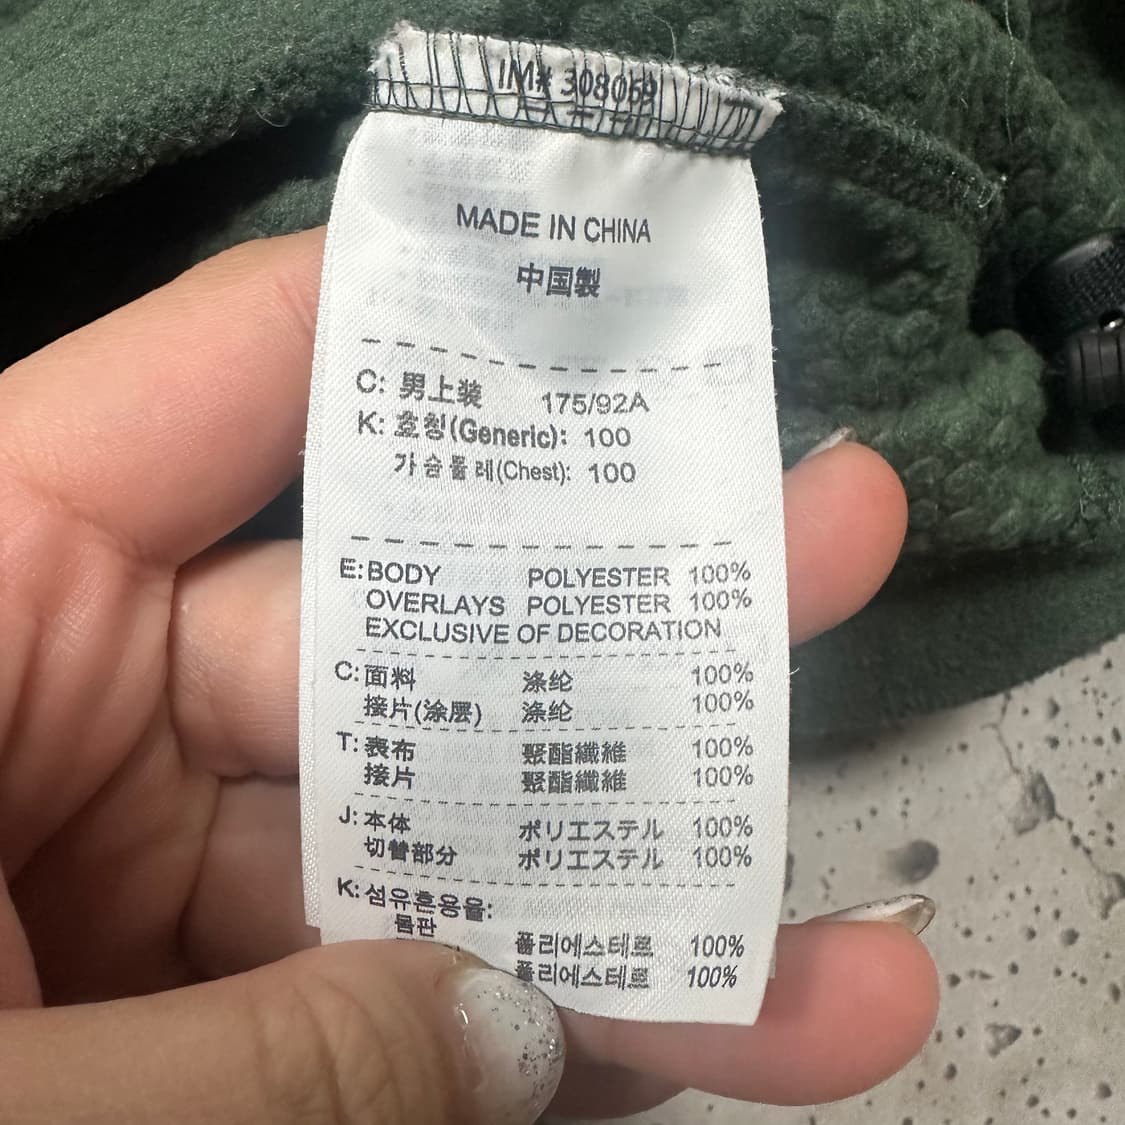 IM# 308069
MADE IN CHINA
中国製
C: 男上装 175/92A
K: 호칭(Generic): 100
가슴둘레(Chest): 100
E: BODY POLYESTER 100%
OVERLAYS POLYESTER 100%
EXCLUSIVE OF DECORATION
C: 面料 涤纶 100%
接片(涂层) 涤纶 100%
T: 表布 聚酯纖維 100%
接片 聚酯纖維 100%
J: 本体 ポリエステル 100%
切替部分 ポリエステル 100%
K: 섬유혼용율:
몸판
폴리에스테르 100%
폴리에스테르 100%